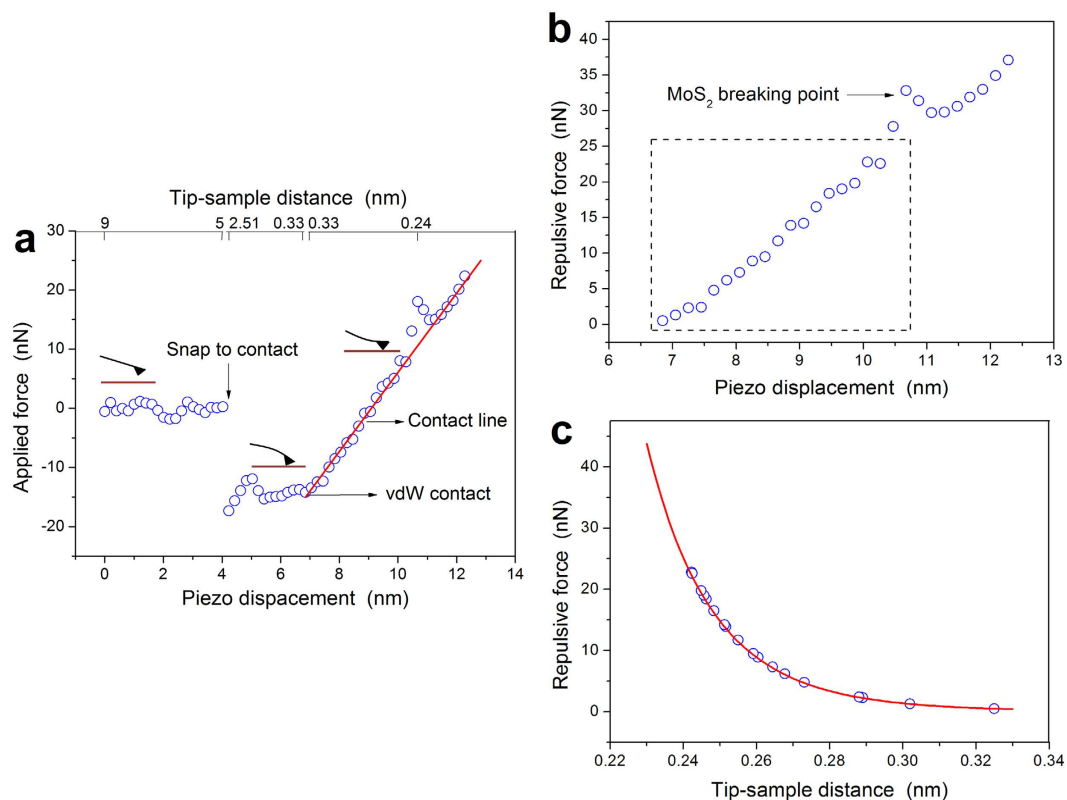 a
Tip-sample distance (nm)
9 5 2.51 0.33 0.33 0.24
30
20
10
0
-10
-20
Applied force (nN)
Snap to contact
Contact line
vdW contact
0 2 4 6 8 10 12 14
Piezo dispacement (nm)
b
40
35
30
25
20
15
10
5
0
Repulsive force (nN)
MoS2 breaking point
6 7 8 9 10 11 12 13
Piezo displacement (nm)
c
40
30
20
10
0
Repulsive force (nN)
0.22 0.24 0.26 0.28 0.30 0.32 0.34
Tip-sample distance (nm)